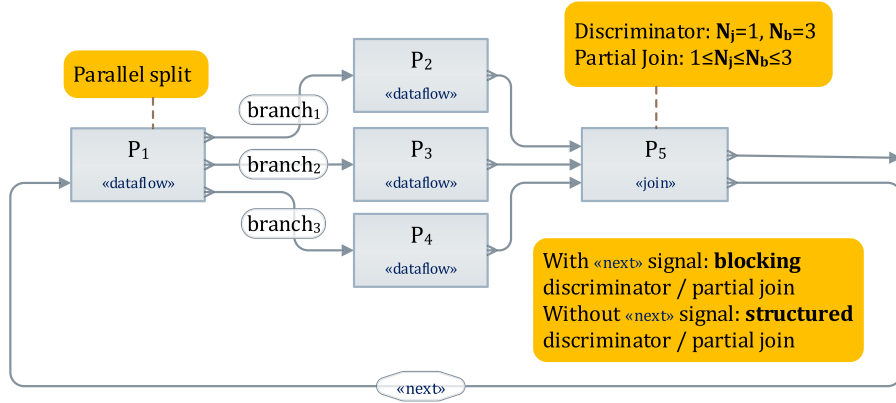 Parallel split
P₁
«dataflow»
branch₁
branch₂
branch₃
P₂
«dataflow»
P₃
«dataflow»
P₄
«dataflow»
Discriminator: Nⱼ=1, N_b=3
Partial Join: 1≤Nⱼ≤N_b≤3
P₅
«join»
With «next» signal: blocking
discriminator / partial join
Without «next» signal: structured
discriminator / partial join
«next»